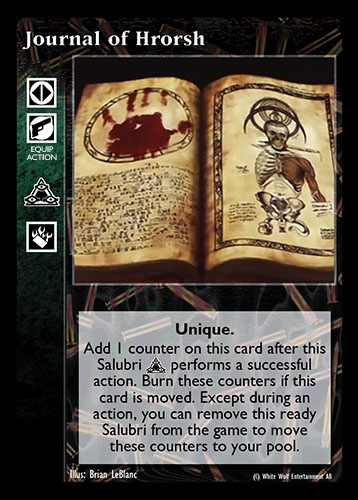 Journal of Hrorsh
EQUIP
ACTION
Unique.
Add 1 counter on this card after this
Salubri performs a successful
action. Burn these counters if this
card is moved. Except during an
action, you can remove this ready
Salubri from the game to move
these counters to your pool.
Illus: Brian LeBlanc
(C) White Wolf Entertainment AB